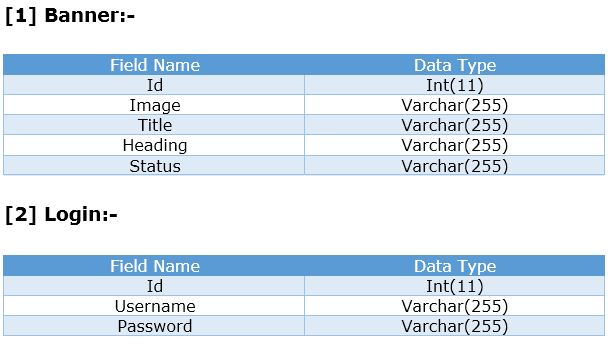 [1] Banner:-
Field Name Data Type
Id Int(11)
Image Varchar(255)
Title Varchar(255)
Heading Varchar(255)
Status Varchar(255)
[2] Login:-
Field Name Data Type
Id Int(11)
Username Varchar(255)
Password Varchar(255)